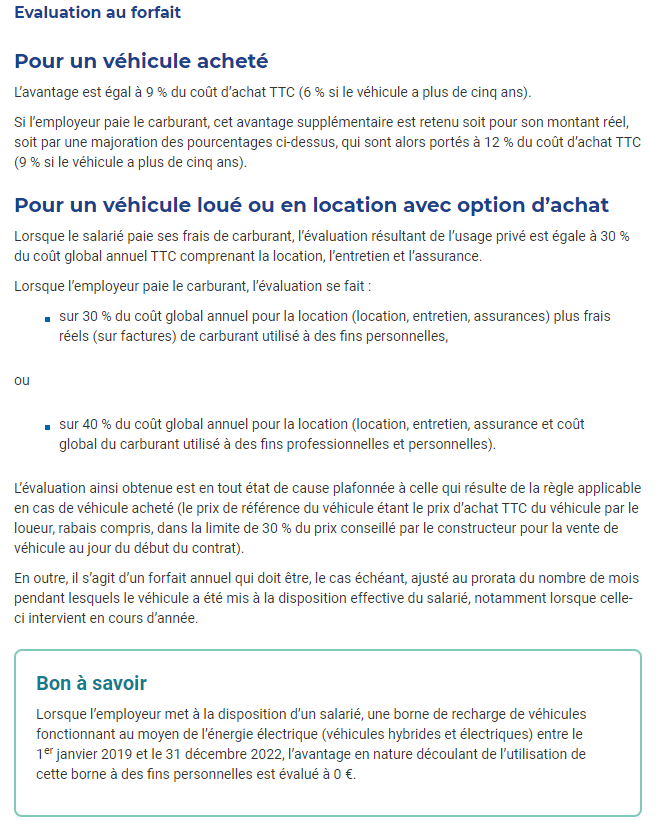 Evaluation au forfait
Pour un véhicule acheté
L’avantage est égal à 9 % du coût d’achat TTC (6 % si le véhicule a plus de cinq ans).
Si l’employeur paie le carburant, cet avantage supplémentaire est retenu soit pour son montant réel,
soit par une majoration des pourcentages ci-dessus, qui sont alors portés à 12 % du coût d’achat TTC
(9 % si le véhicule a plus de cinq ans).
Pour un véhicule loué ou en location avec option d’achat
Lorsque le salarié paie ses frais de carburant, l’évaluation résultant de l’usage privé est égale à 30 %
du coût global annuel TTC comprenant la location, l’entretien et l’assurance.
Lorsque l’employeur paie le carburant, l’évaluation se fait :
▪ sur 30 % du coût global annuel pour la location (location, entretien, assurances) plus frais
réels (sur factures) de carburant utilisé à des fins personnelles,
ou
▪ sur 40 % du coût global annuel pour la location (location, entretien, assurance et coût
global du carburant utilisé à des fins professionnelles et personnelles).
L’évaluation ainsi obtenue est en tout état de cause plafonnée à celle qui résulte de la règle applicable
en cas de véhicule acheté (le prix de référence du véhicule étant le prix d’achat TTC du véhicule par le
loueur, rabais compris, dans la limite de 30 % du prix conseillé par le constructeur pour la vente de
véhicule au jour du début du contrat).
En outre, il s’agit d’un forfait annuel qui doit être, le cas échéant, ajusté au prorata du nombre de mois
pendant lesquels le véhicule a été mis à la disposition effective du salarié, notamment lorsque celle-
ci intervient en cours d’année.
Bon à savoir
Lorsque l’employeur met à la disposition d’un salarié, une borne de recharge de véhicules
fonctionnant au moyen de l’énergie électrique (véhicules hybrides et électriques) entre le
1er janvier 2019 et le 31 décembre 2022, l’avantage en nature découlant de l’utilisation de
cette borne à des fins personnelles est évalué à 0 €.